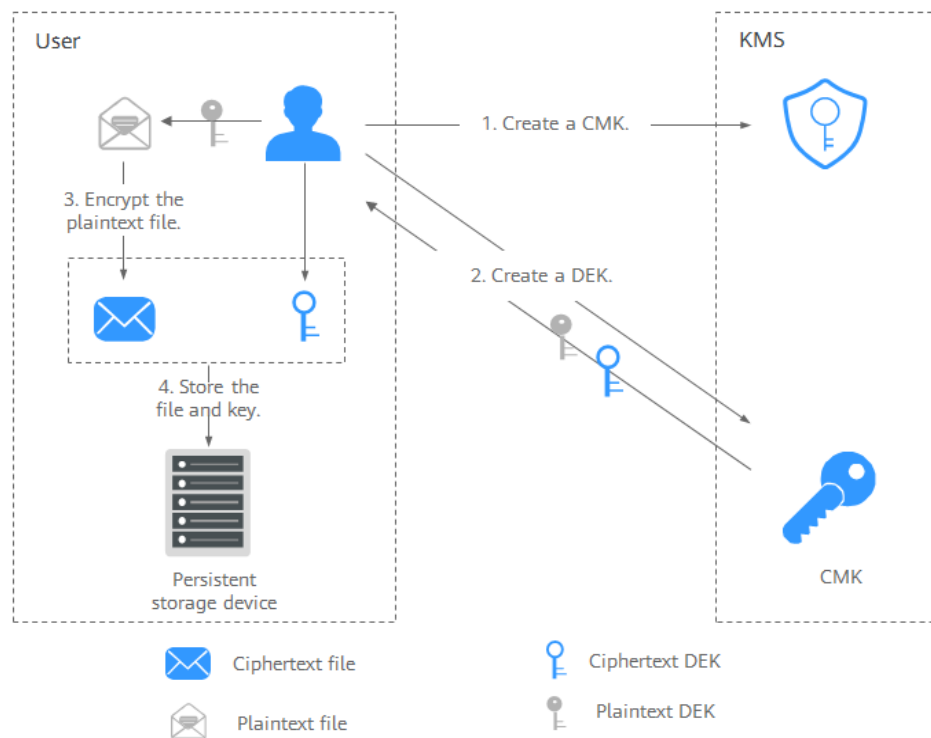 User
KMS
1. Create a CMK.
3. Encrypt the
plaintext file.
2. Create a DEK.
4. Store the
file and key.
Persistent
storage device
CMK
Ciphertext file
Ciphertext DEK
Plaintext file
Plaintext DEK